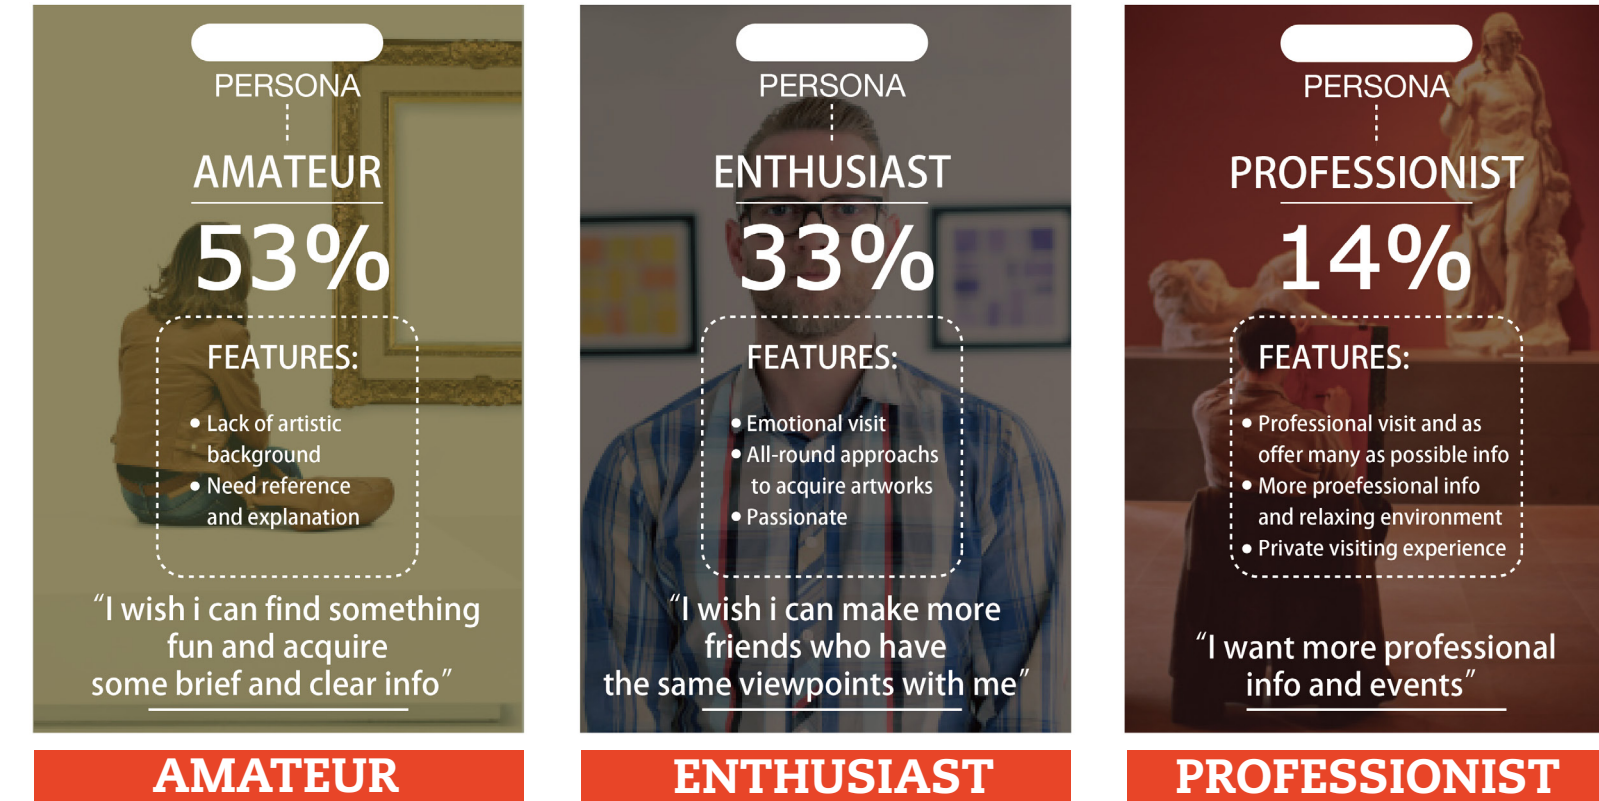 PERSONA
AMATEUR
53%
FEATURES:
• Lack of artistic
background
• Need reference
and explanation
“I wish i can find something
fun and acquire
some brief and clear info”
AMATEUR
PERSONA
ENTHUSIAST
33%
FEATURES:
• Emotional visit
• All-round approachs
to acquire artworks
• Passionate
“I wish i can make more
friends who have
the same viewpoints with me”
ENTHUSIAST
PERSONA
PROFESSIONIST
14%
FEATURES:
• Professional visit and as
offer many as possible info
• More proefessional info
and relaxing environment
• Private visiting experience
“I want more professional
info and events”
PROFESSIONIST